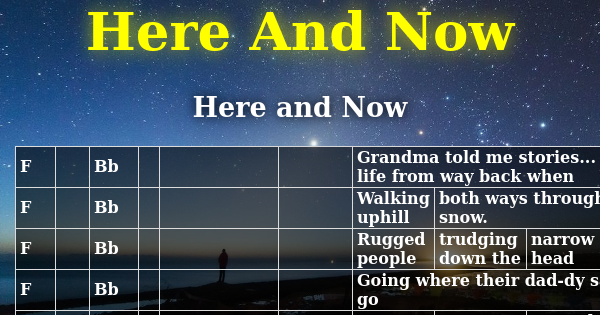 Here And Now
Here and Now
F Bb Grandma told me stories...
life from way back when
F Bb Walking both ways through
uphill snow.
F Bb Rugged trudging narrow
people down the head
F Bb Going where their dad-dy
go